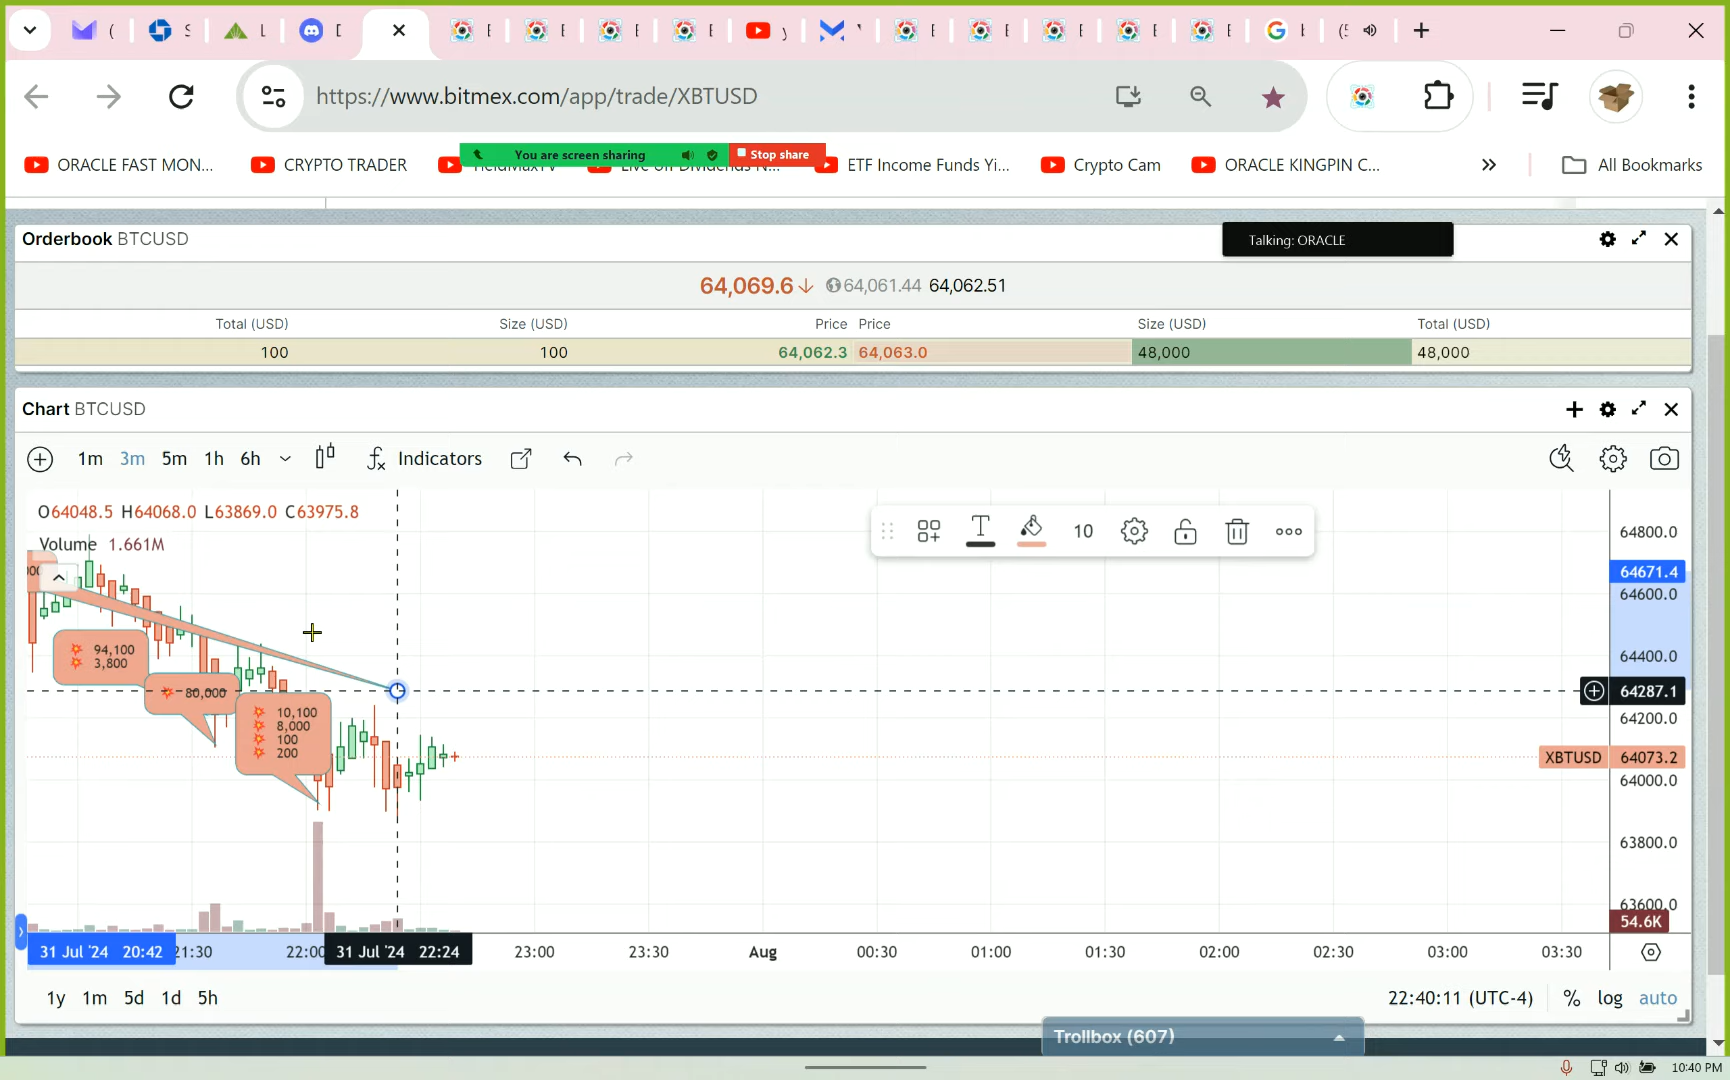 https://www.bitmex.com/app/trade/XBTUSD
ORACLE FAST MON...
CRYPTO TRADER
You are screen sharing
Stop share
ETF Income Funds Yi...
Crypto Cam
ORACLE KINGPIN C...
All Bookmarks
Orderbook BTCUSD
Talking: ORACLE
64,069.6↓ 64,061.44 64,062.51
Total (USD) Size (USD) Price Price Size (USD) Total (USD)
100 100 64,062.3 64,063.0 48,000 48,000
Chart BTCUSD
1m 3m 5m 1h 6h Indicators
O64048.5 H64068.0 L63869.0 C63975.8
Volume 1.661M
10
64800.0
64671.4
64600.0
64400.0
64287.1
64200.0
XBTUSD 64073.2
64000.0
63800.0
63600.0
54.6K
94,100
3,800
80,000
10,100
8,000
100
200
31 Jul '24 20:42 21:30 22:00 31 Jul '24 22:24 23:00 23:30 Aug 00:30 01:00 01:30 02:00 02:30 03:00 03:30
1y 1m 5d 1d 5h
22:40:11 (UTC-4) % log auto
Trollbox (607)
10:40 PM